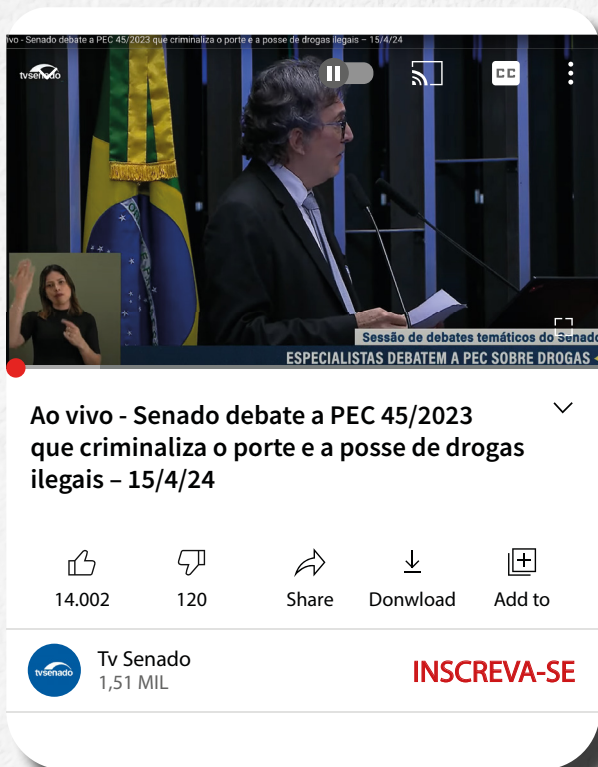 ivo - Senado debate a PEC 45/2023 que criminaliza o porte e a posse de drogas ilegais – 15/4/24
tvsenado
CC
Sessão de debates temáticos do Senado
ESPECIALISTAS DEBATEM A PEC SOBRE DROGAS
Ao vivo - Senado debate a PEC 45/2023
que criminaliza o porte e a posse de drogas
ilegais – 15/4/24
14.002
120
Share
Donwload
Add to
tvsenado
Tv Senado
1,51 MIL
INSCREVA-SE